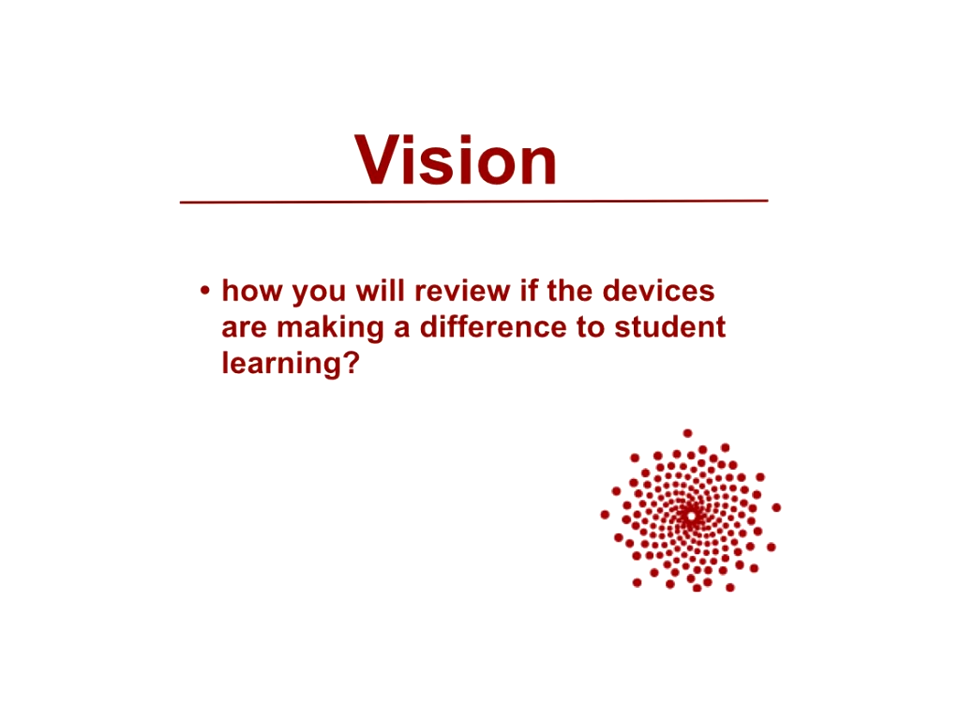 Vision
• how you will review if the devices
are making a difference to student
learning?